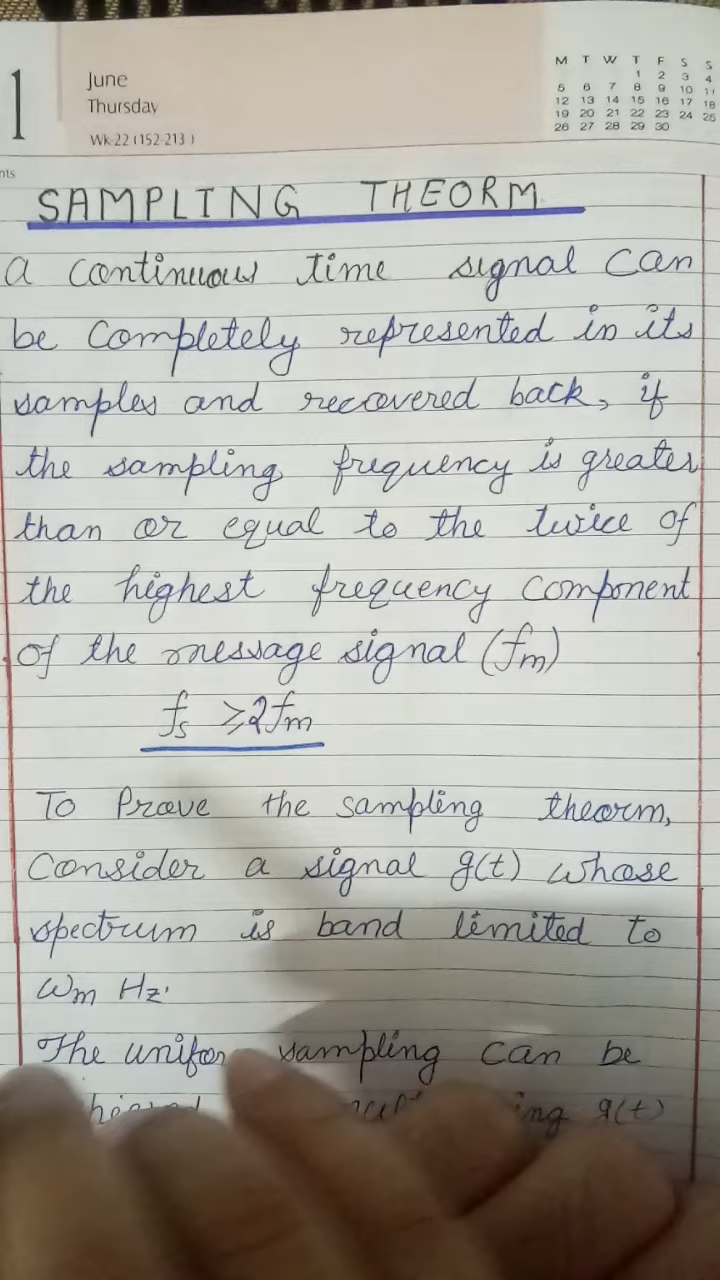 1
June
Thursday
Wk-22 (152-213)
M T W T F S S
1 2 3 4
5 6 7 8 9 10 11
12 13 14 15 16 17 18
19 20 21 22 23 24 25
26 27 28 29 30
nts
SAMPLING THEORM
a continuous time signal can
be completely represented in its
samples and recovered back, if
the sampling frequency is greater
than or equal to the twice of
the highest frequency component
of the message signal (fm)
fs ≥2fm
To Prove the sampling theorm,
Consider a signal g(t) whose
spectrum is band limited to
Wm Hz.
The sampling can be
g(t)